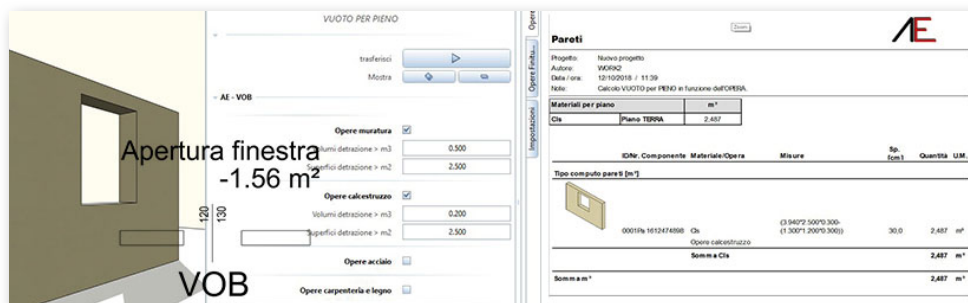 VUOTO PER PIENO
trasferisci
Mostra
AE - VOB
Opere muratura
Volumi detrazione > m3 0.500
Superfici detrazione > m2 2.500
Opere calcestruzzo
Volumi detrazione > m3 0.200
Superfici detrazione > m2 2.500
Opere acciaio
Opere carpenteria e legno
Apertura finestra
-1.56 m²
120
130
VOB
Opere Finitu...
Impostazioni
Zoom
AE
Pareti
Progetto: Nuovo progetto
Autore: WORK2
Data / ora: 12/10/2018 / 11:39
Note: Calcolo VUOTO per PIENO in funzione dell'OPERA.
Materiali per piano m³
Cls Piano TERRA 2,487
ID/Nr. Componente Materiale/Opera Misure Sp. [cm] Quantità U.M.
Tipo computo pareti [m³]
(3.940*2.500*0.300-
0001Pa 1612474898 Cls (1.300*1.200*0.300)) 30,0 2,487 m³
Opere calcestruzzo
Somma Cls 2,487 m³
Somma m³ 2,487 m³